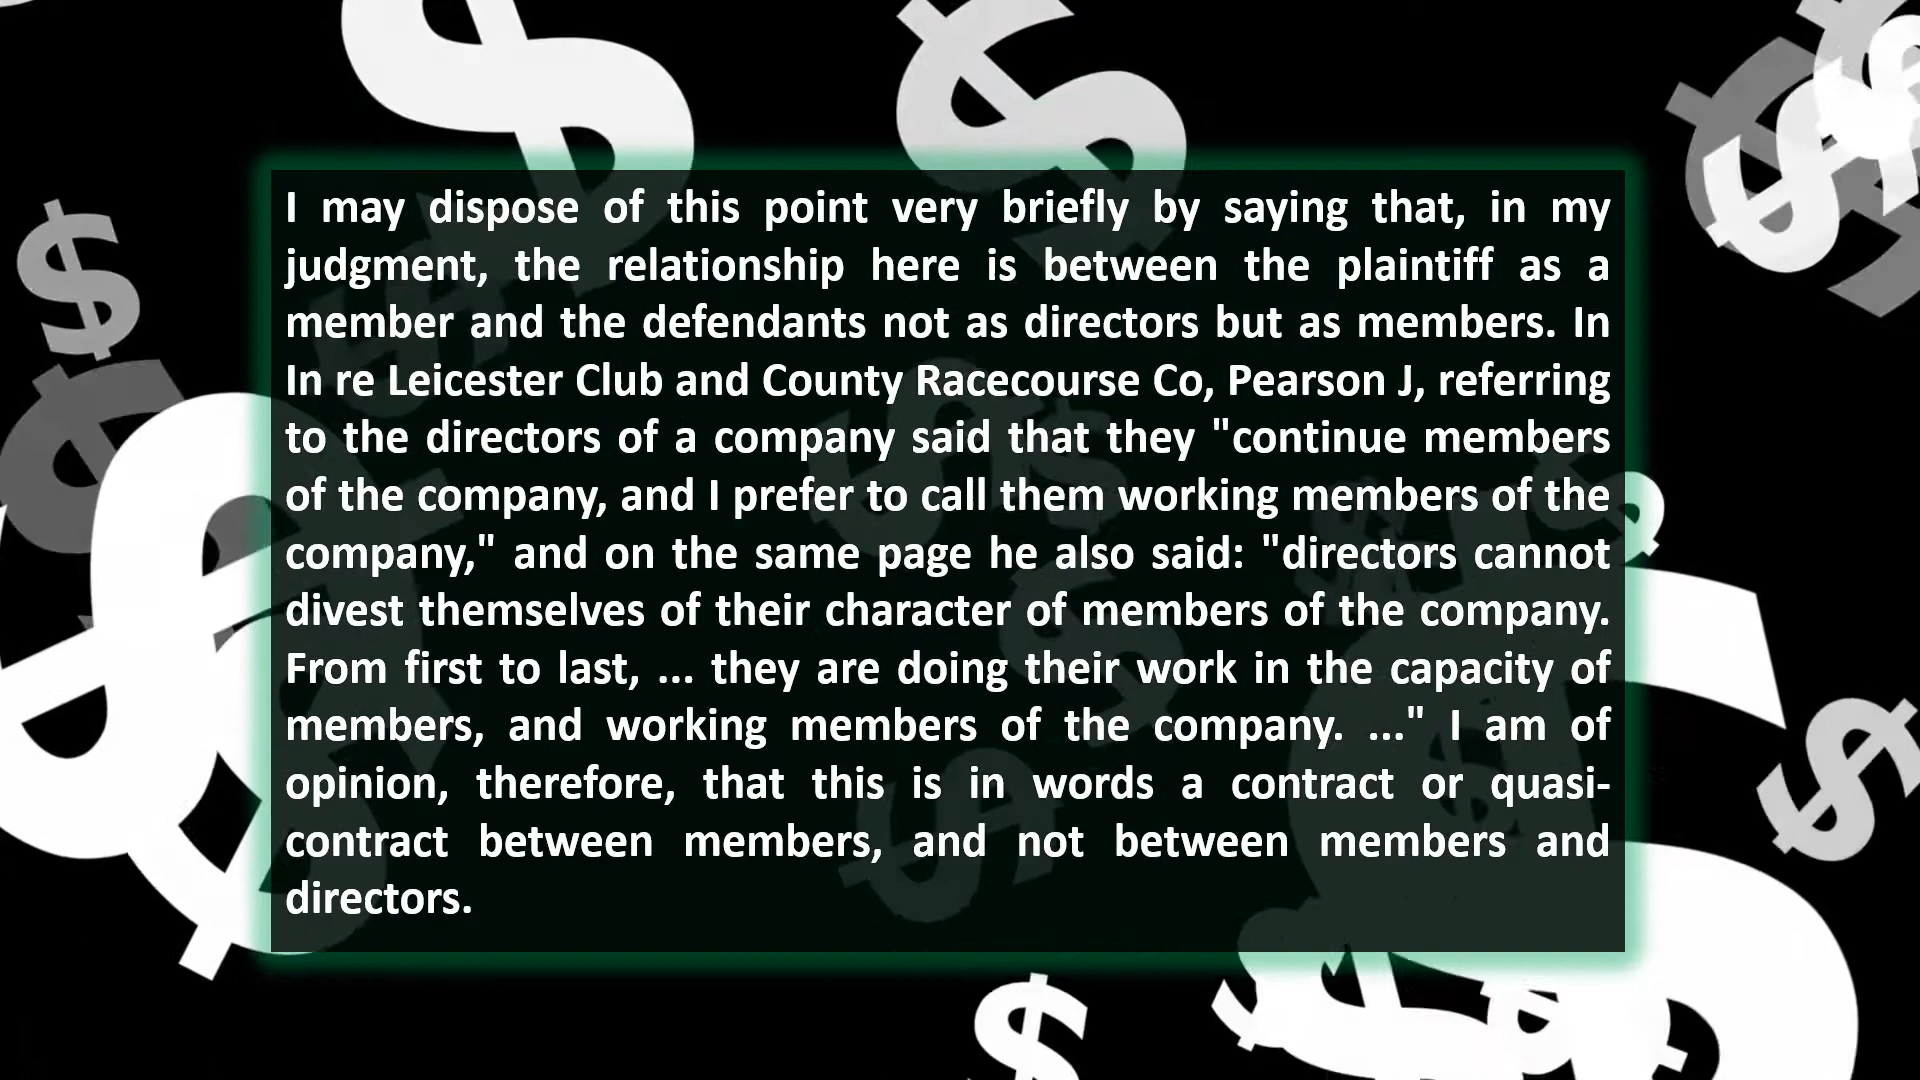 I may dispose of this point very briefly by saying that, in my
judgment, the relationship here is between the plaintiff as a
member and the defendants not as directors but as members. In
In re Leicester Club and County Racecourse Co, Pearson J, referring
to the directors of a company said that they "continue members
of the company, and I prefer to call them working members of the
company," and on the same page he also said: "directors cannot
divest themselves of their character of members of the company.
From first to last, ... they are doing their work in the capacity of
members, and working members of the company. ..." I am of
opinion, therefore, that this is in words a contract or quasi-
contract between members, and not between members and
directors.